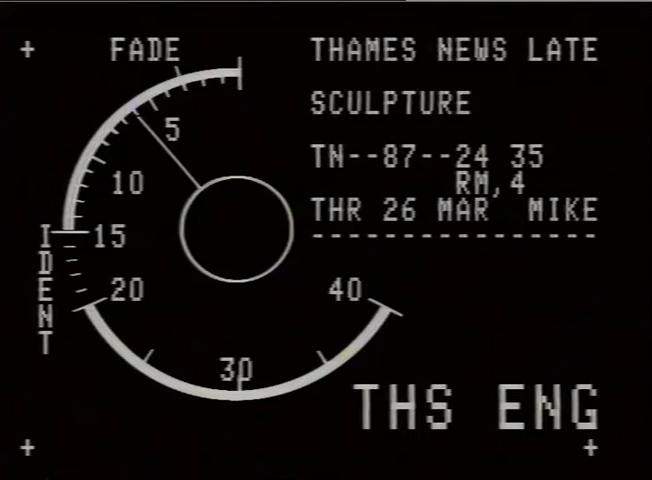 FADE
THAMES NEWS LATE
SCULPTURE
5
TN--87--24 35
10
RM,4
THR 26 MAR MIKE
15
----------------
IDENT
20
40
30
THS ENG